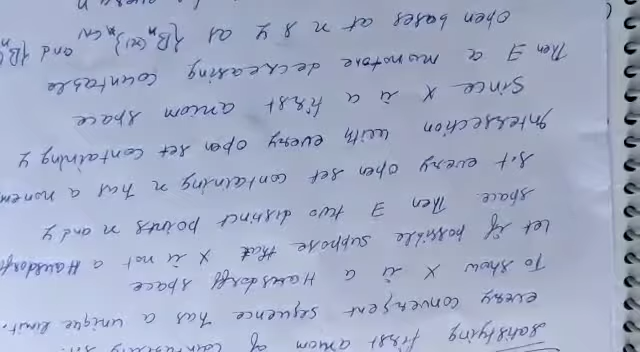 satisfying first axiom of countability s.t.
every convergent sequence has a unique limit.
To show X is a Hausdorff space
Let if possible suppose that X is not a Hausdorff
space. Then ∃ two distinct points x and y
s.t. every open set containing x has a nonem
intersection with every open set containing y
Since X is a first axiom space
Then ∃ a monotone decreasing countable
open bases at x & y as {Bn(x)}n∈N and {Bn